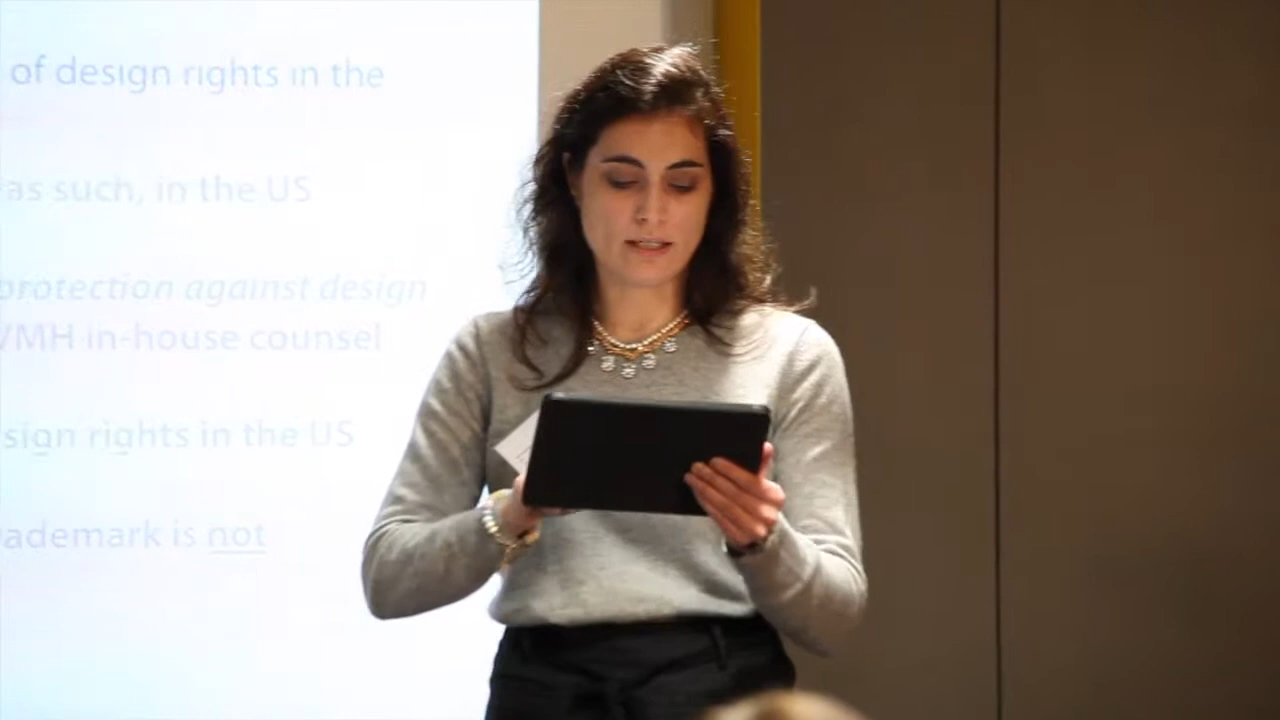 of design rights in the
as such, in the US
protection against design
VMH in-house counsel
sign rights in the US
ademark is not